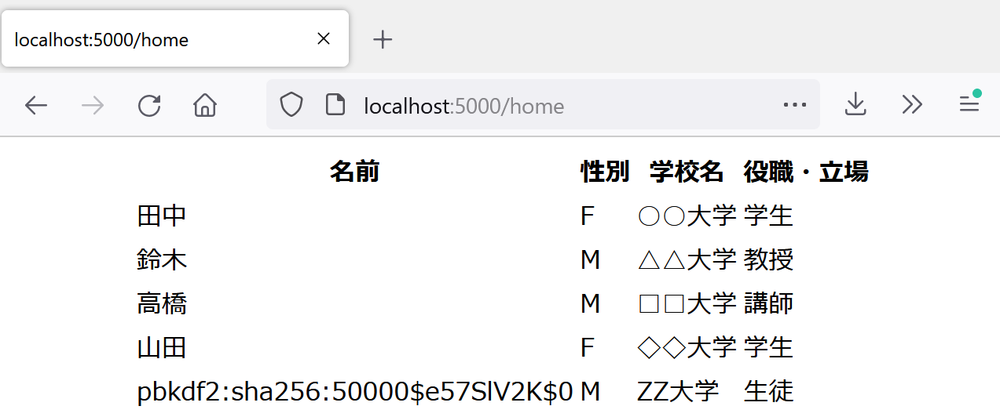 localhost:5000/home
localhost:5000/home
名前 性別 学校名 役職・立場
田中 F 〇〇大学 学生
鈴木 M △△大学 教授
高橋 M □□大学 講師
山田 F ◇◇大学 学生
pbkdf2:sha256:50000$e57SlV2K$0 M ZZ大学 生徒